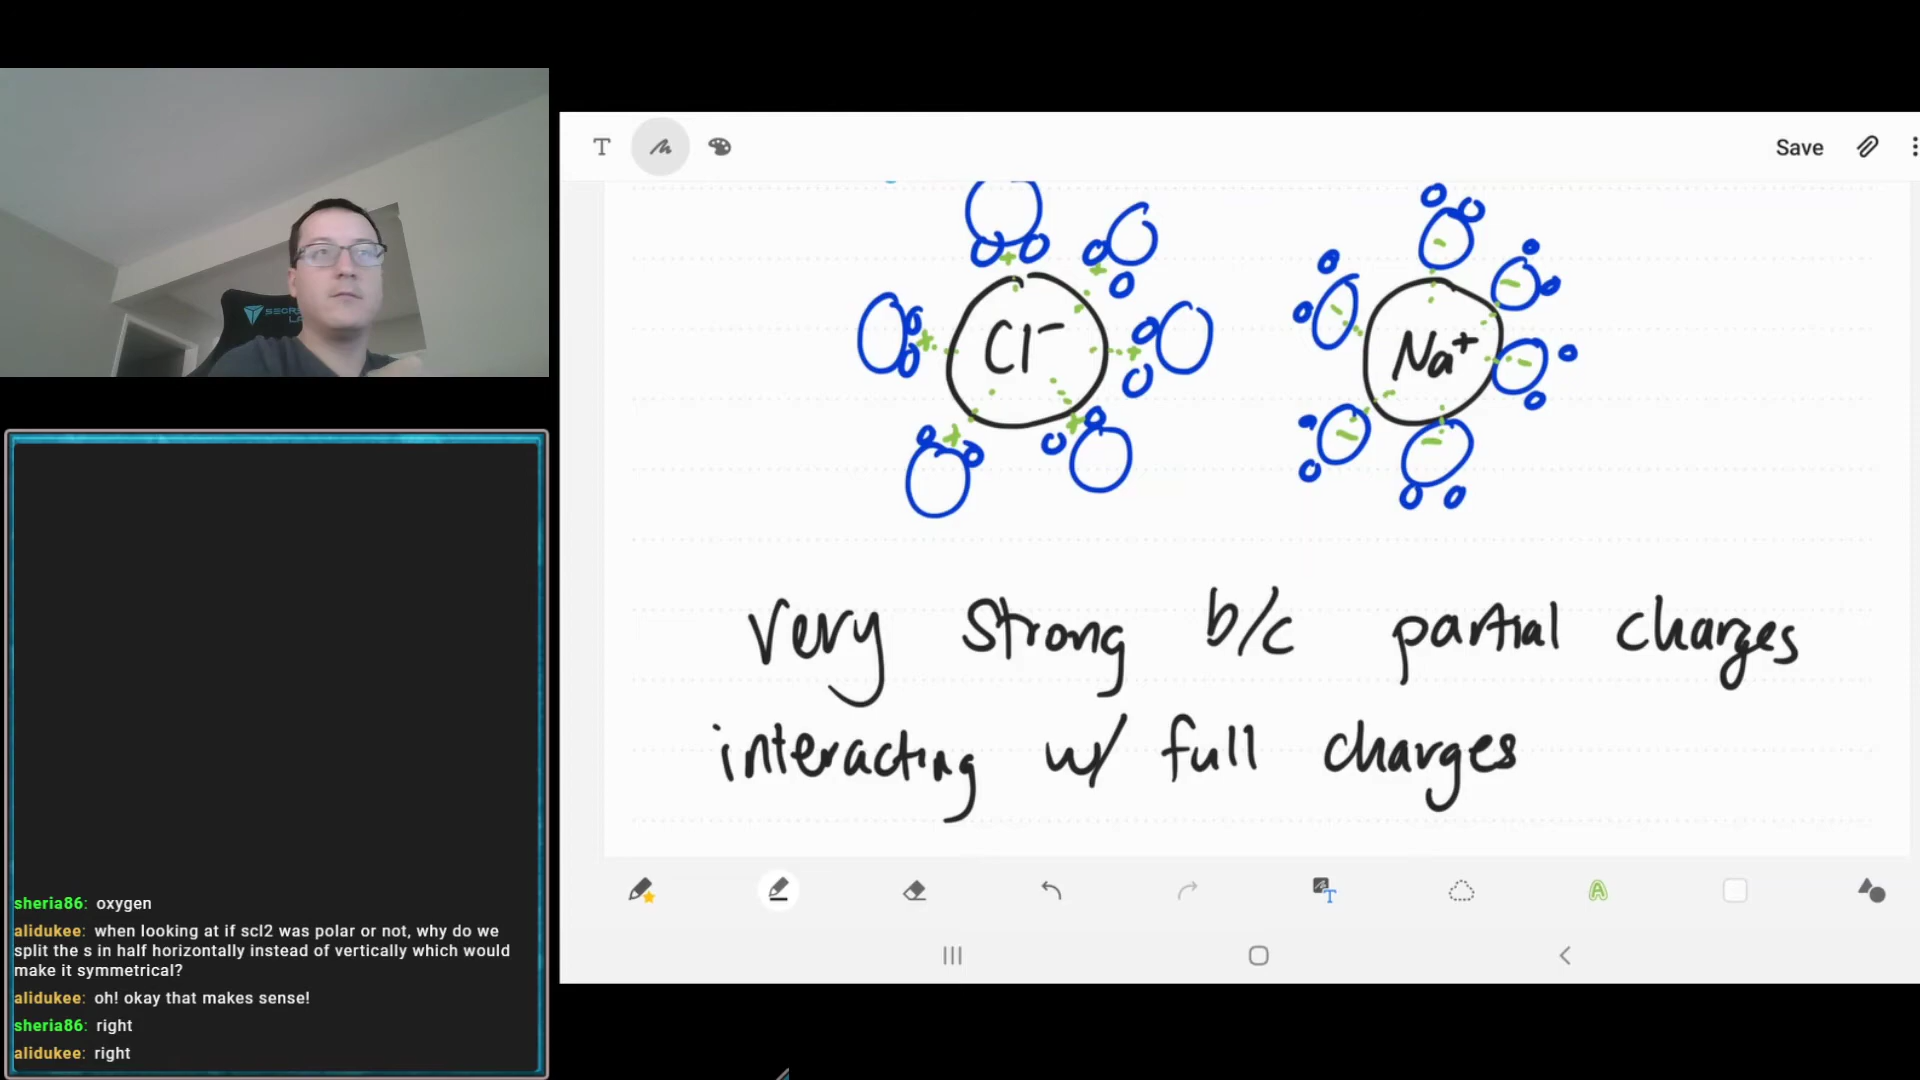 Save
Cl⁻
Na⁺
Very strong b/c partial charges
interacting w/ full charges
sheria86: oxygen
alidukee: when looking at if scl2 was polar or not, why do we
split the s in half horizontally instead of vertically which would
make it symmetrical?
alidukee: oh! okay that makes sense!
sheria86: right
alidukee: right